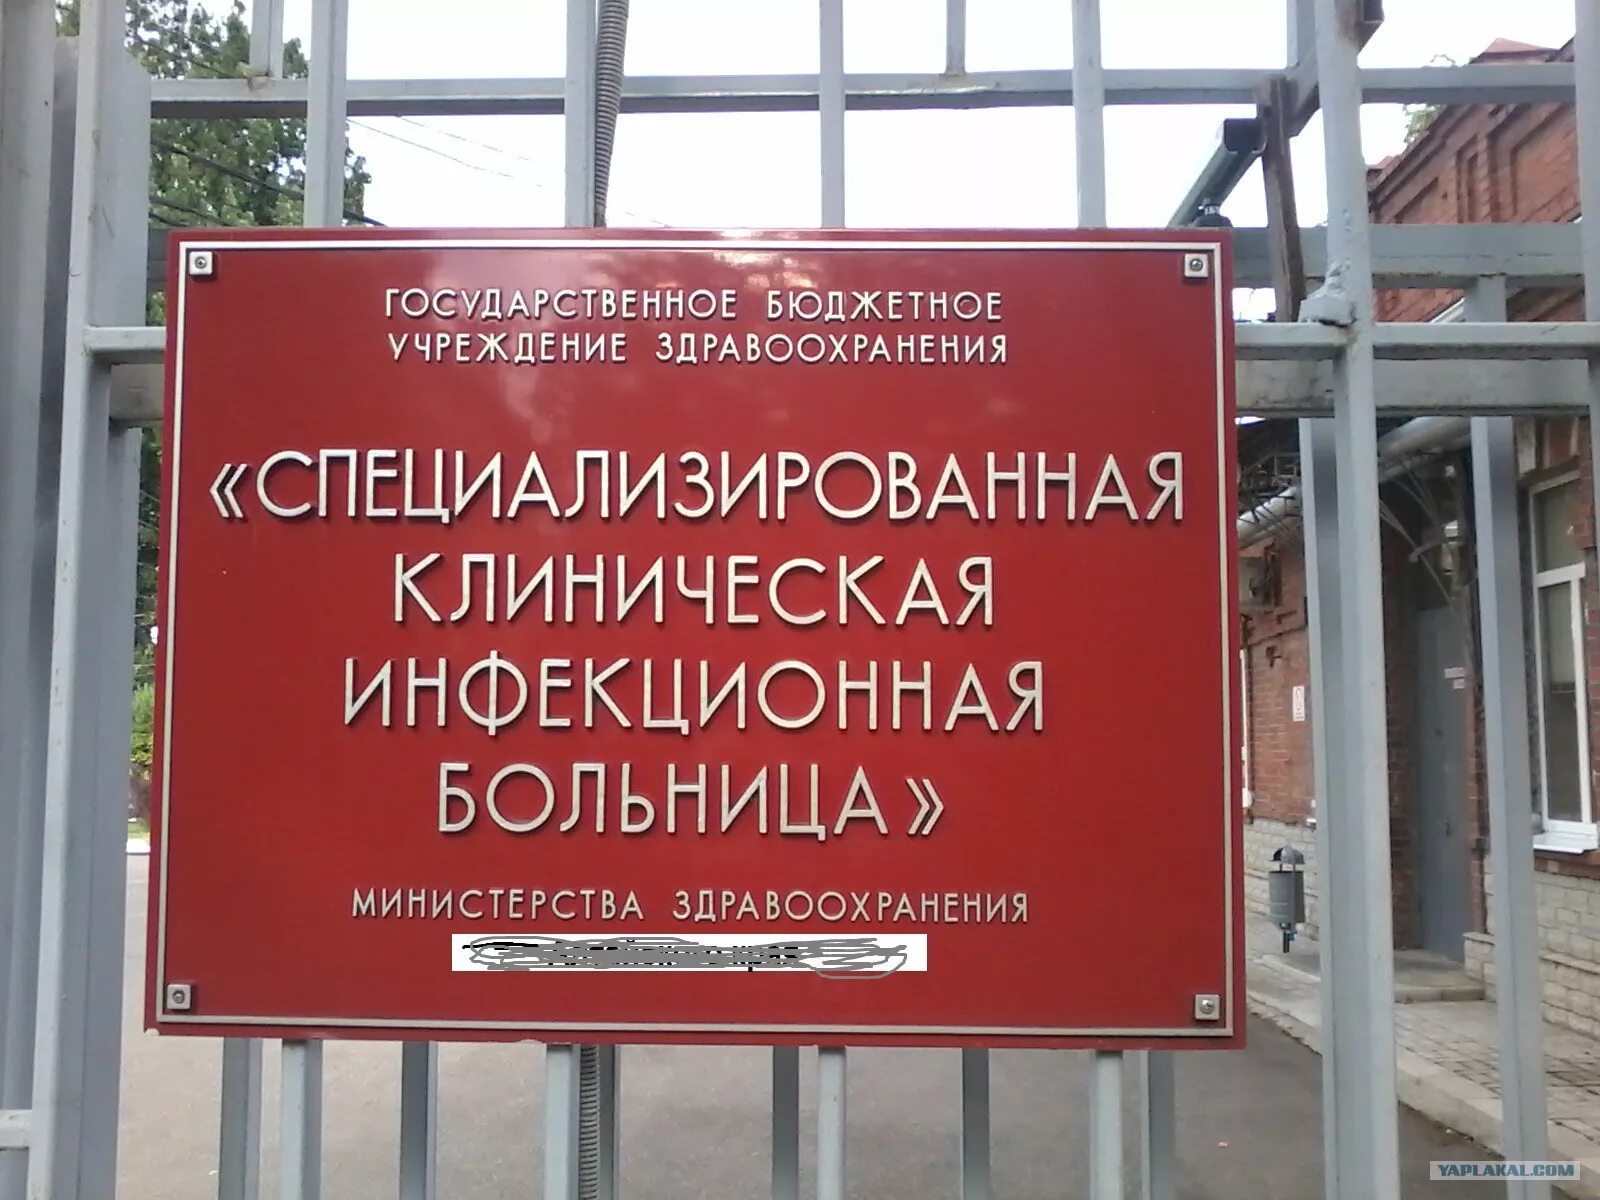 ГОСУДАРСТВЕННОЕ БЮДЖЕТНОЕ
УЧРЕЖДЕНИЕ ЗДРАВООХРАНЕНИЯ
«СПЕЦИАЛИЗИРОВАННАЯ
КЛИНИЧЕСКАЯ
ИНФЕКЦИОННАЯ
БОЛЬНИЦА»
МИНИСТЕРСТВА ЗДРАВООХРАНЕНИЯ
YAPLAKAL.COM